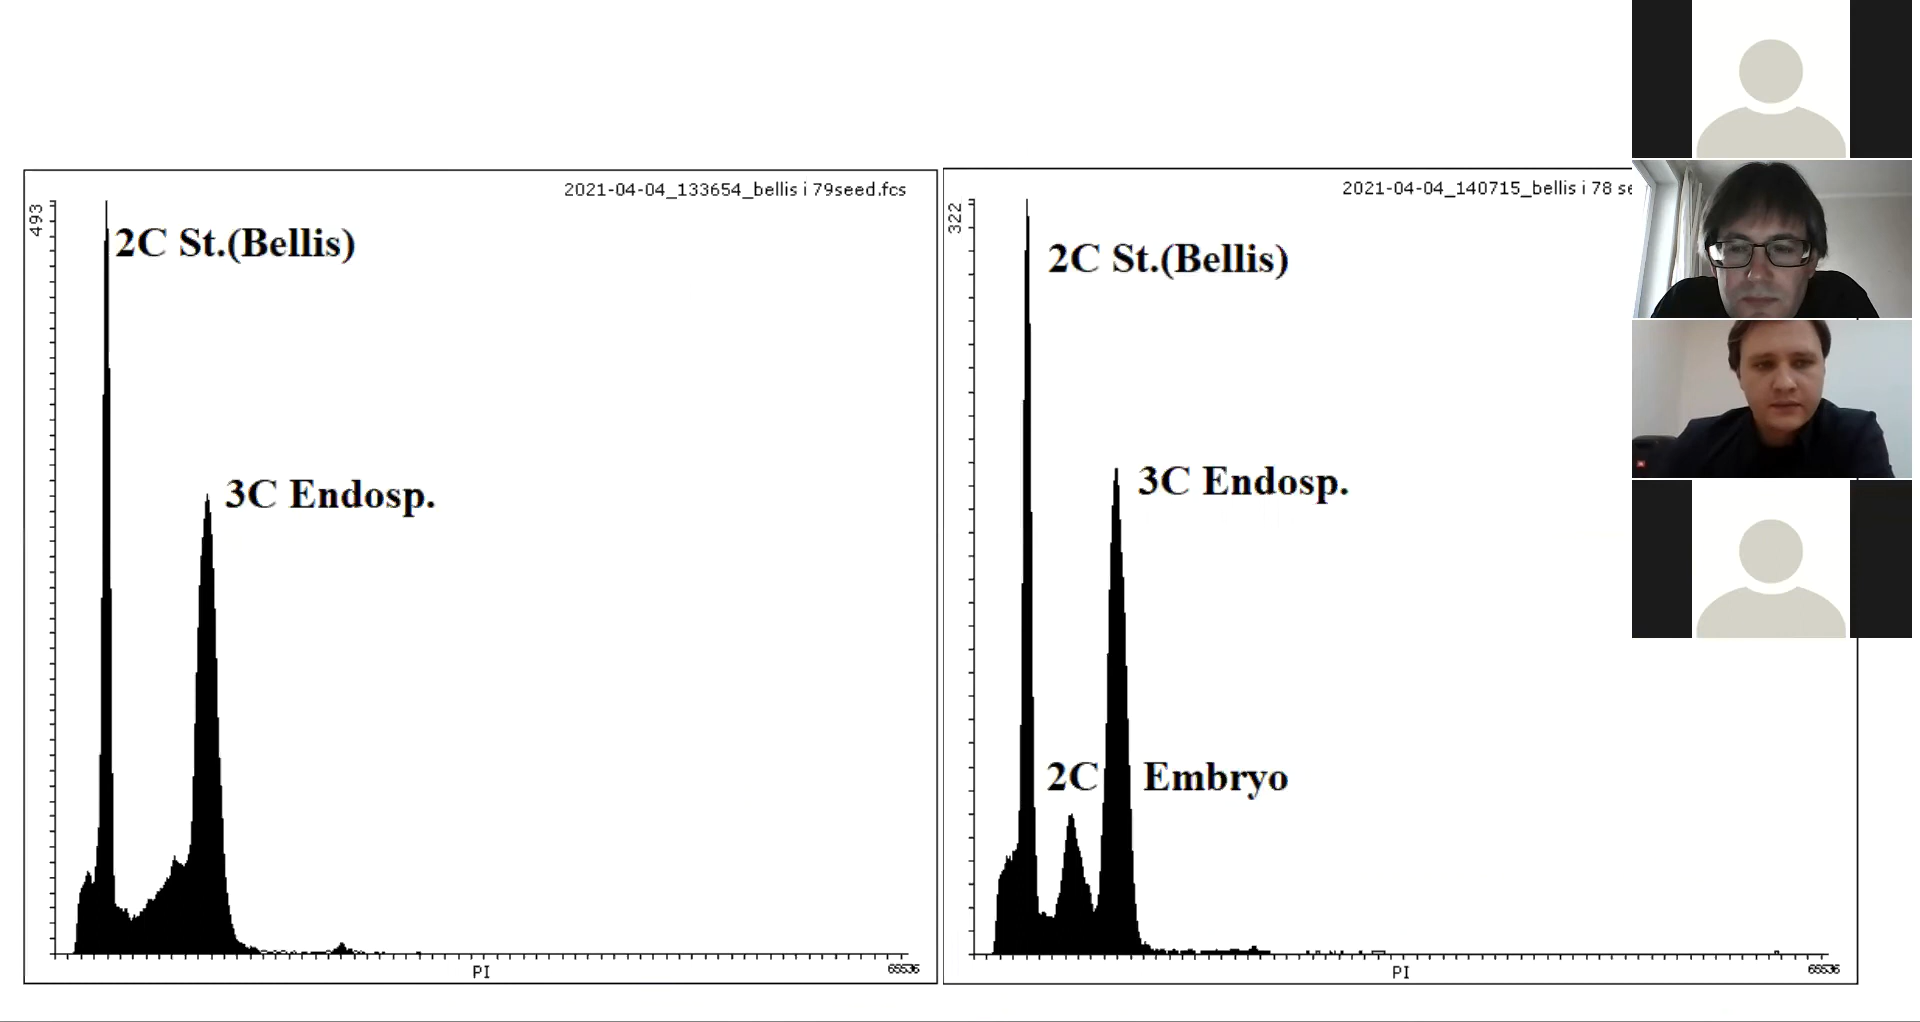 2021-04-04_133654_bellis i 79seed.fcs
493
2C St.(Bellis)
3C Endosp.
PI
65536
2021-04-04_140715_bellis i 78
322
2C St.(Bellis)
3C Endosp.
2C Embryo
PI
65536